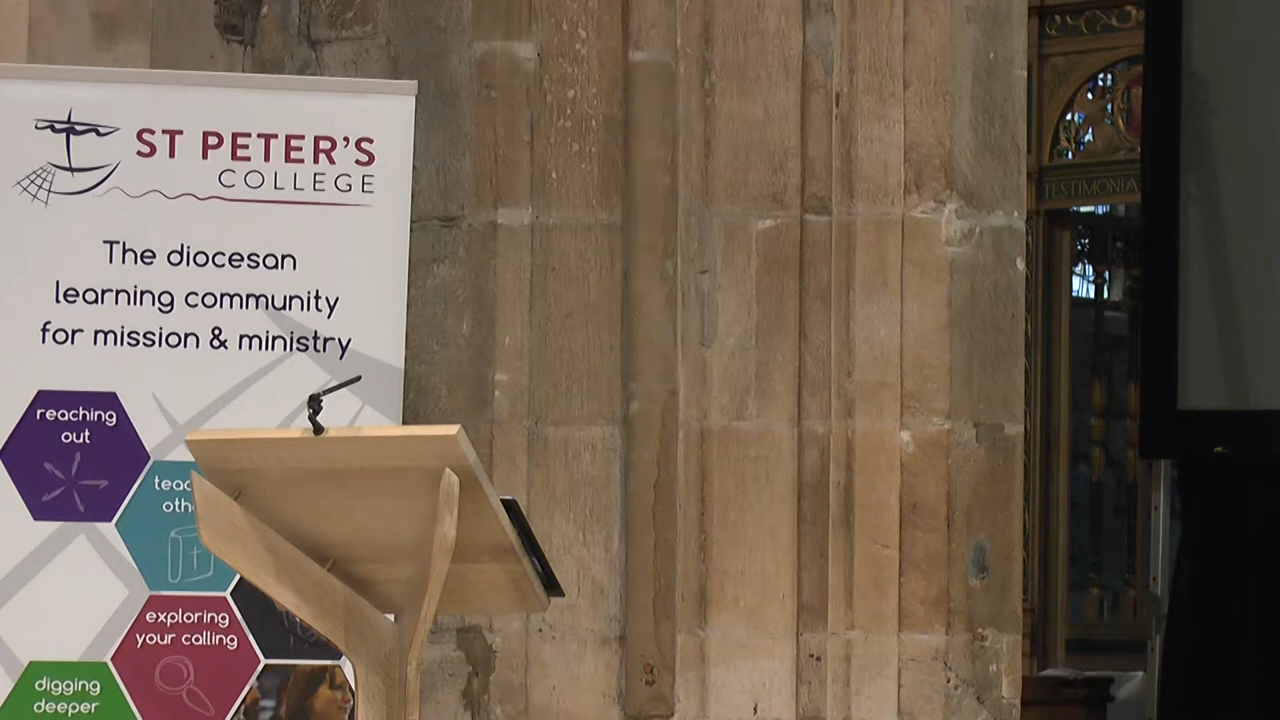 ST PETER'S
COLLEGE
The diocesan
learning community
for mission & ministry
reaching
out
exploring
your calling
digging
deeper
TESTIMONIA